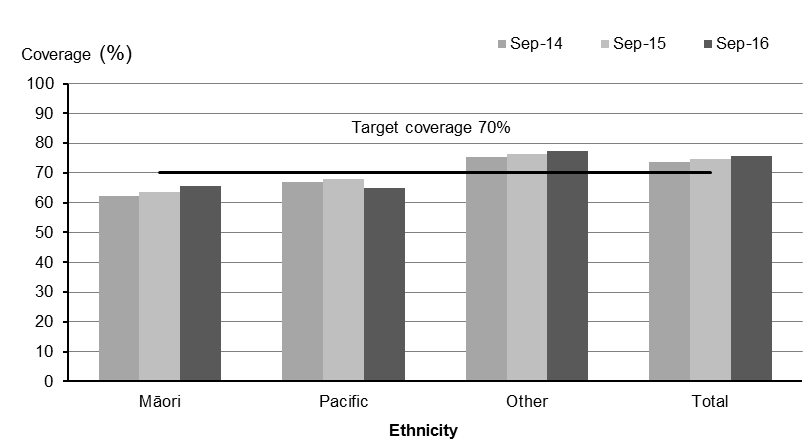 Sep-14 Sep-15 Sep-16
Coverage (%)
100
90
Target coverage 70%
80
70
60
50
40
30
20
10
0
Māori Pacific Other Total
Ethnicity